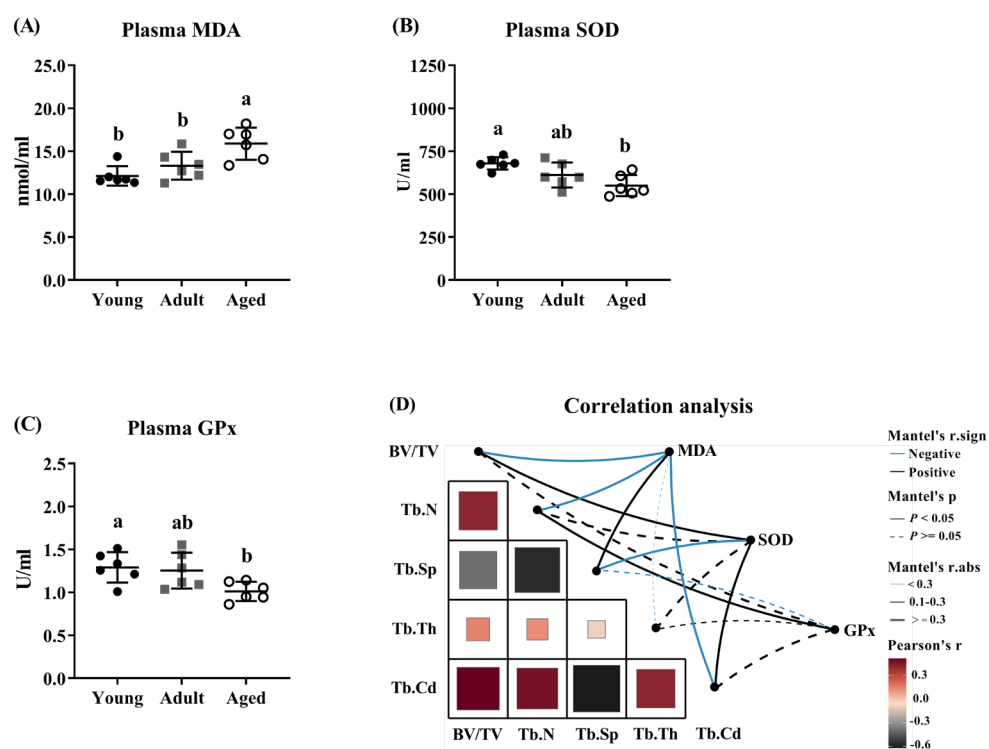 (A)
Plasma MDA
nmol/ml
25.0
20.0
15.0
10.0
5.0
0.0
b
b
a
Young
Adult
Aged
(B)
Plasma SOD
U/ml
1250
1000
750
500
250
0
a
ab
b
Young
Adult
Aged
(C)
Plasma GPx
U/ml
2.5
2.0
1.5
1.0
0.5
0.0
a
ab
b
Young
Adult
Aged
(D)
Correlation analysis
BV/TV
Tb.N
Tb.Sp
Tb.Th
Tb.Cd
BV/TV
Tb.N
Tb.Sp
Tb.Th
Tb.Cd
MDA
SOD
GPx
Mantel's r.sign
Negative
Positive
Mantel's p
P < 0.05
P >= 0.05
Mantel's r.abs
< 0.3
0.1-0.3
>= 0.3
Pearson's r
0.3
0.0
-0.3
-0.6